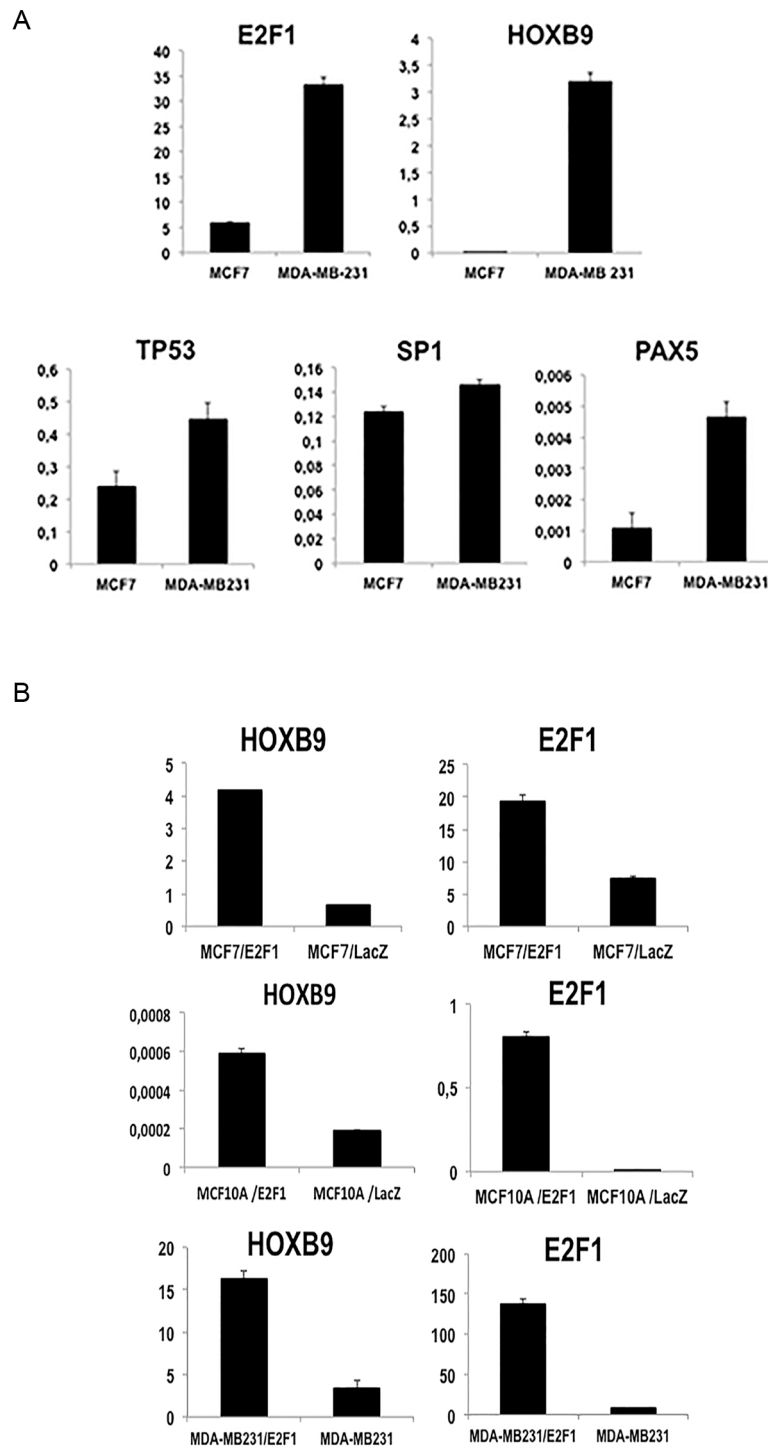 A
E2F1
40
35
30
25
20
15
10
5
0
MCF7 MDA-MB-231
HOXB9
4
3,5
3
2,5
2
1,5
1
0,5
0
MCF7 MDA-MB 231
TP53
0,6
0,5
0,4
0,3
0,2
0,1
0
MCF7 MDA-MB231
SP1
0,16
0,14
0,12
0,1
0,08
0,06
0,04
0,02
0
MCF7 MDA-MB231
PAX5
0,006
0,005
0,004
0,003
0,002
0,001
0
MCF7 MDA-MB231
B
HOXB9
5
4
3
2
1
0
MCF7/E2F1 MCF7/LacZ
E2F1
25
20
15
10
5
0
MCF7/E2F1 MCF7/LacZ
HOXB9
0,0008
0,0006
0,0004
0,0002
0
MCF10A /E2F1 MCF10A /LacZ
E2F1
1
0,5
0
MCF10A /E2F1 MCF10A /LacZ
HOXB9
20
15
10
5
0
MDA-MB231/E2F1 MDA-MB231
E2F1
200
150
100
50
0
MDA-MB231/E2F1 MDA-MB231